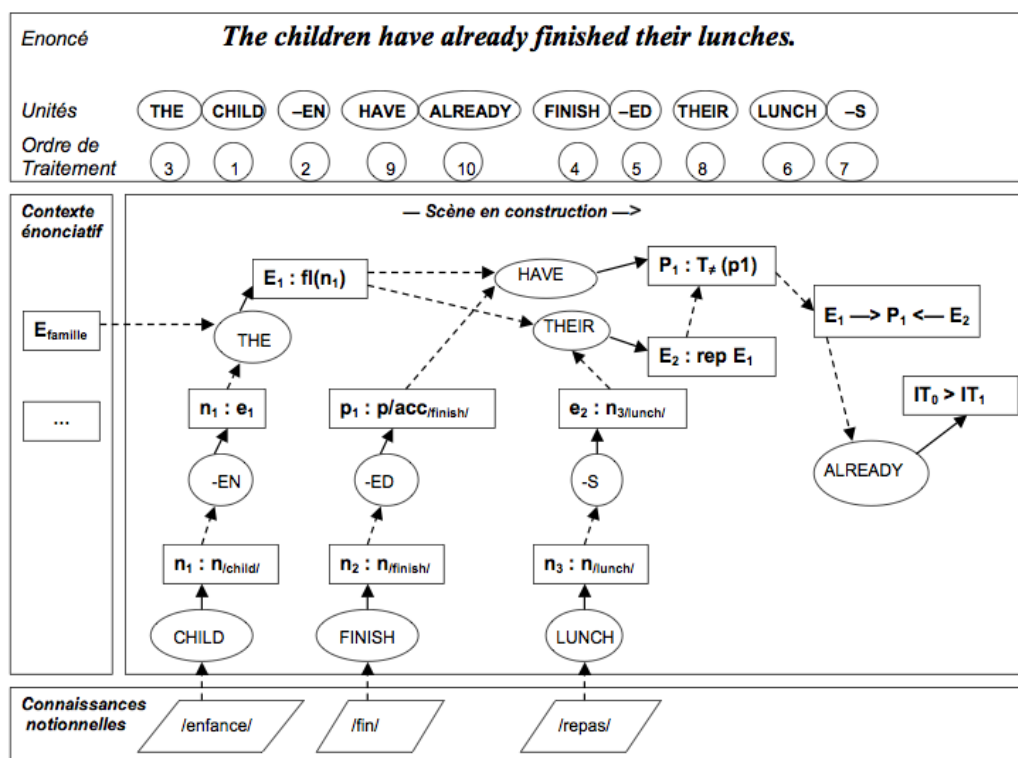 Enoncé The children have already finished their lunches.
Unités THE CHILD –EN HAVE ALREADY FINISH –ED THEIR LUNCH –S
Ordre de
Traitement 3 1 2 9 10 4 5 8 6 7
Contexte
énonciatif
— Scène en construction —>
E famille
...
E₁ : fl(n₁)
HAVE
P₁ : T≠ (p1)
THE
THEIR
E₂ : rep E₁
E₁ —> P₁ <— E₂
n₁ : e₁
p₁ : p/acc/finish/
e₂ : n₃/lunch/
IT₀ > IT₁
-EN
-ED
-S
ALREADY
n₁ : n/child/
n₂ : n/finish/
n₃ : n/lunch/
CHILD
FINISH
LUNCH
Connaissances
notionnelles
/enfance/
/fin/
/repas/